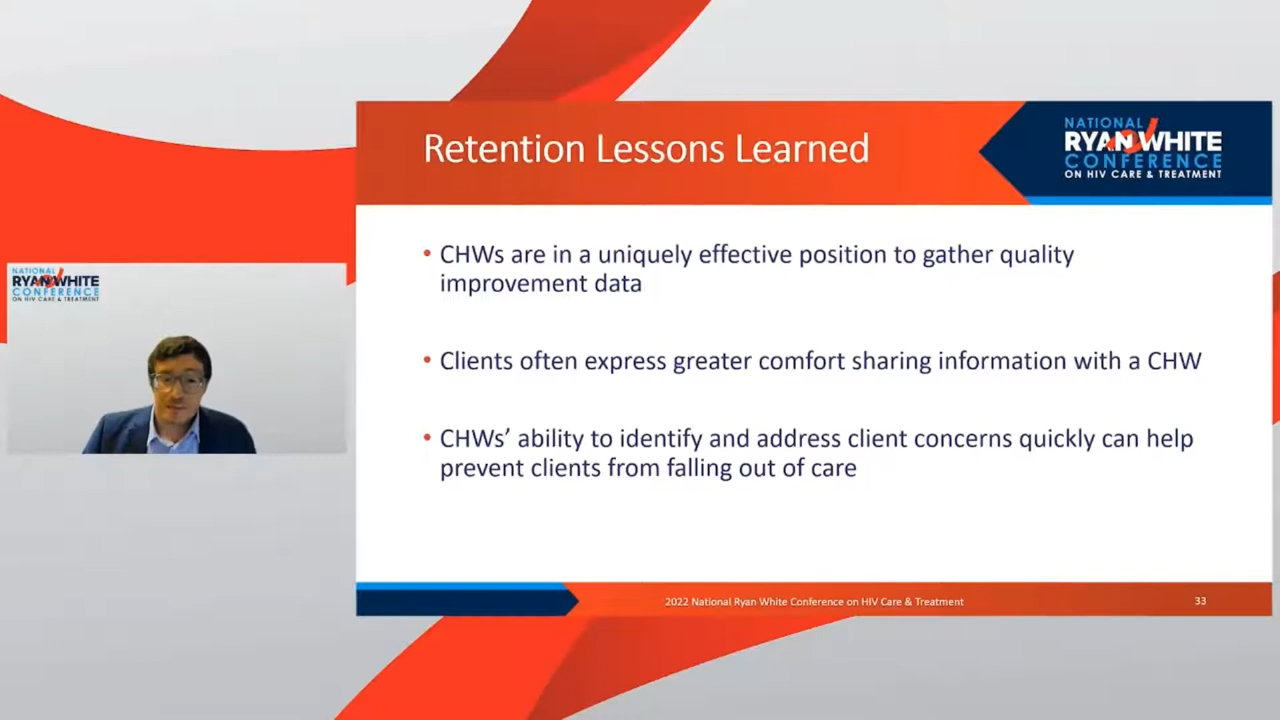 Retention Lessons Learned
NATIONAL
RYAN WHITE
CONFERENCE
ON HIV CARE & TREATMENT
• CHWs are in a uniquely effective position to gather quality
improvement data
• Clients often express greater comfort sharing information with a CHW
• CHWs’ ability to identify and address client concerns quickly can help
prevent clients from falling out of care
2022 National Ryan White Conference on HIV Care & Treatment
33
NATIONAL
RYAN WHITE
CONFERENCE
ON HIV CARE & TREATMENT